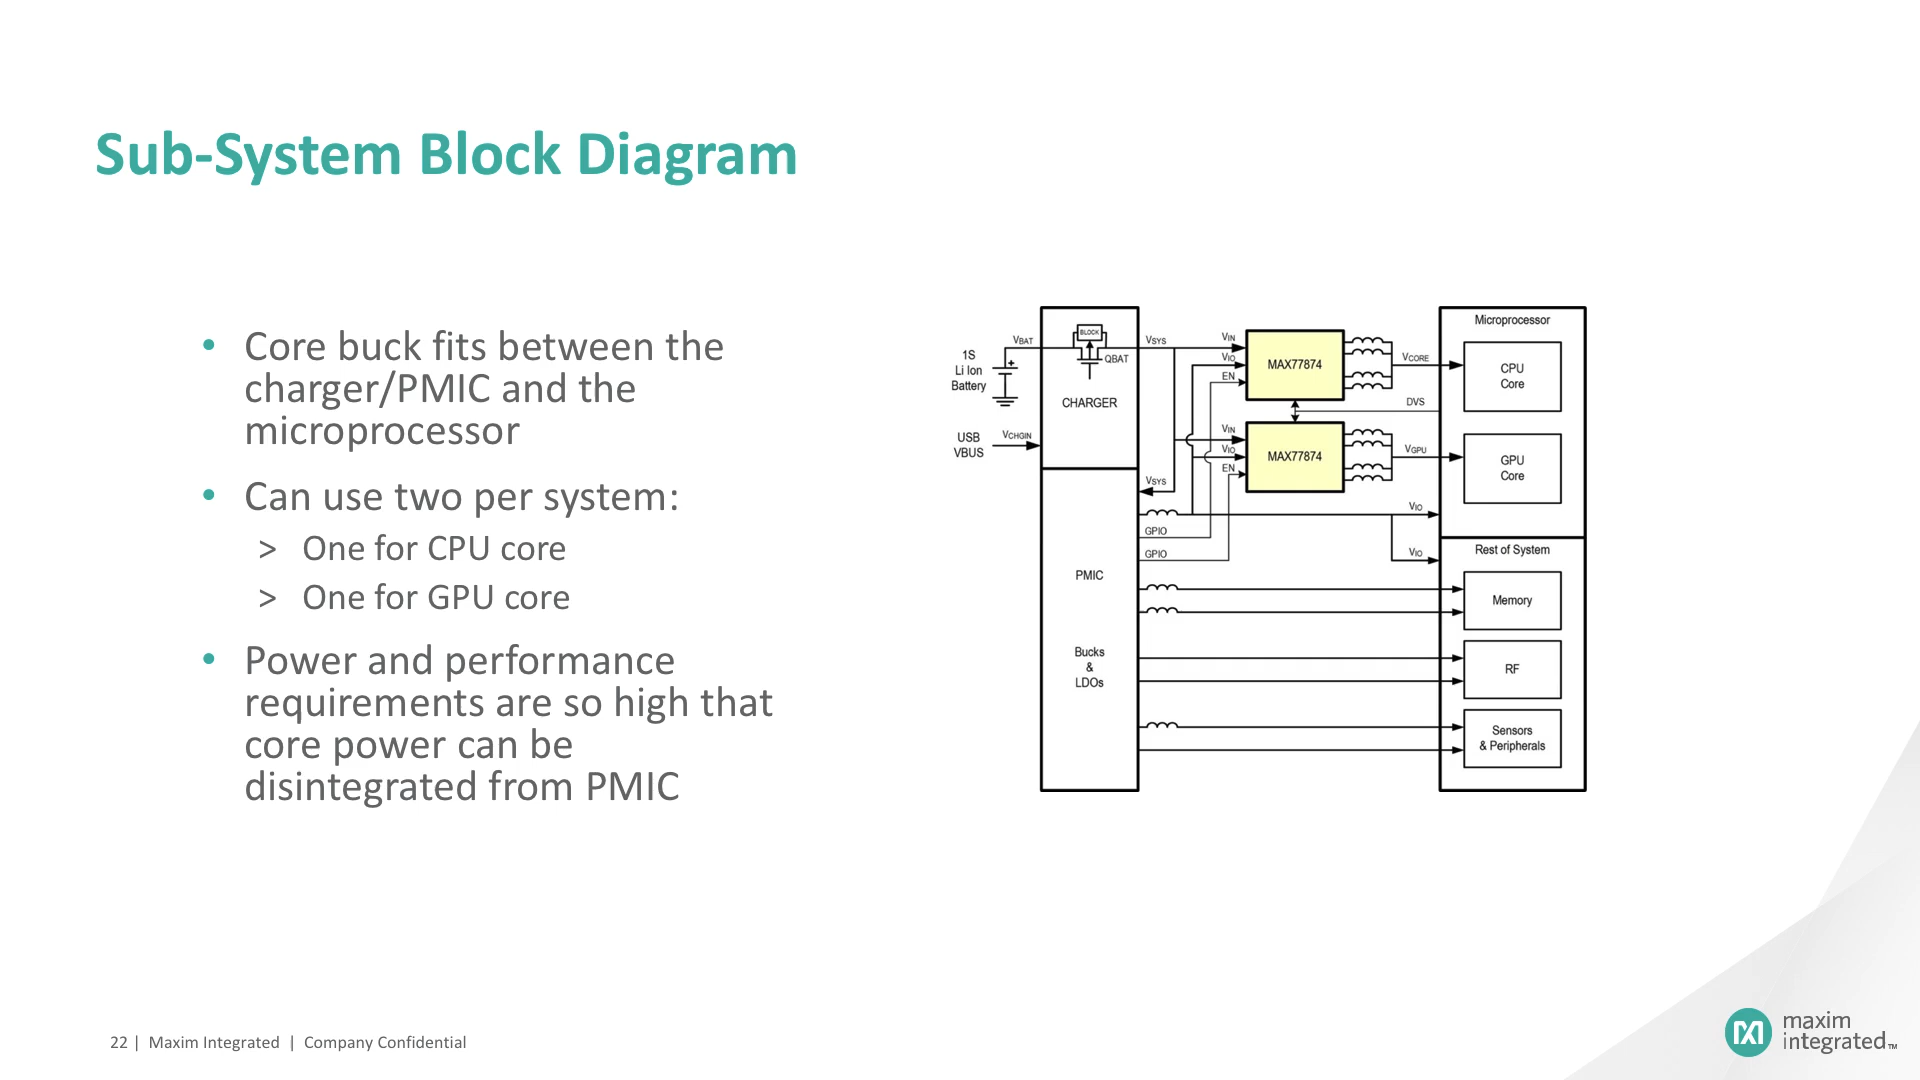 Sub-System Block Diagram
• Core buck fits between the
charger/PMIC and the
microprocessor
• Can use two per system:
> One for CPU core
> One for GPU core
• Power and performance
requirements are so high that
core power can be
disintegrated from PMIC
1S
Li Ion
Battery
VBAT
+
USB
VBUS
VCHGIN
BLOCK
QBAT
CHARGER
VSYS
VIN
VIO
EN
MAX77874
VCORE
DVS
VIN
VIO
EN
MAX77874
VGPU
VSYS
GPIO
GPIO
VIO
VIO
PMIC
Bucks
&
LDOs
Microprocessor
CPU
Core
GPU
Core
Rest of System
Memory
RF
Sensors
& Peripherals
22 | Maxim Integrated | Company Confidential
maxim
integrated™